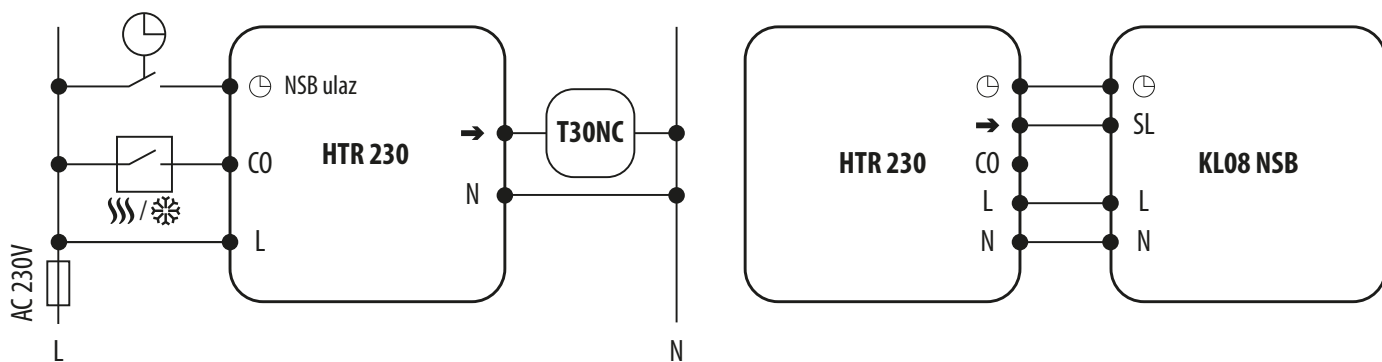 NSB ulaz
T30NC
HTR 230
CO
N
/
L
AC 230V
L
N
HTR 230
CO
L
N
SL
KL08 NSB
L
N